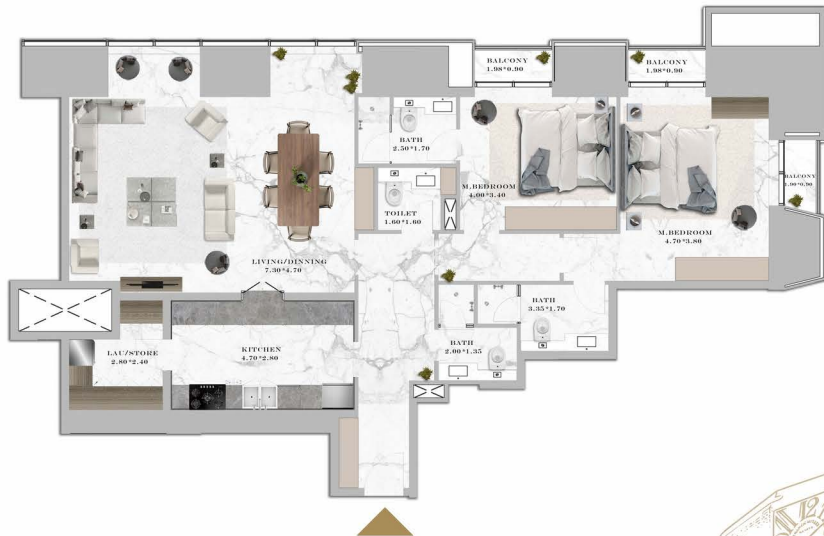 BALCONY
1.98*0.90
BALCONY
1.98*0.90
BATH
2.50*1.70
BALCONY
1.90*0.90
M.BEDROOM
4.00*3.40
TOILET
1.60*1.60
M.BEDROOM
4.70*3.80
LIVING/DINNING
7.30*4.70
BATH
3.35*1.70
LAU/STORE
2.80*2.40
KITCHEN
4.70*2.80
BATH
2.00*1.35